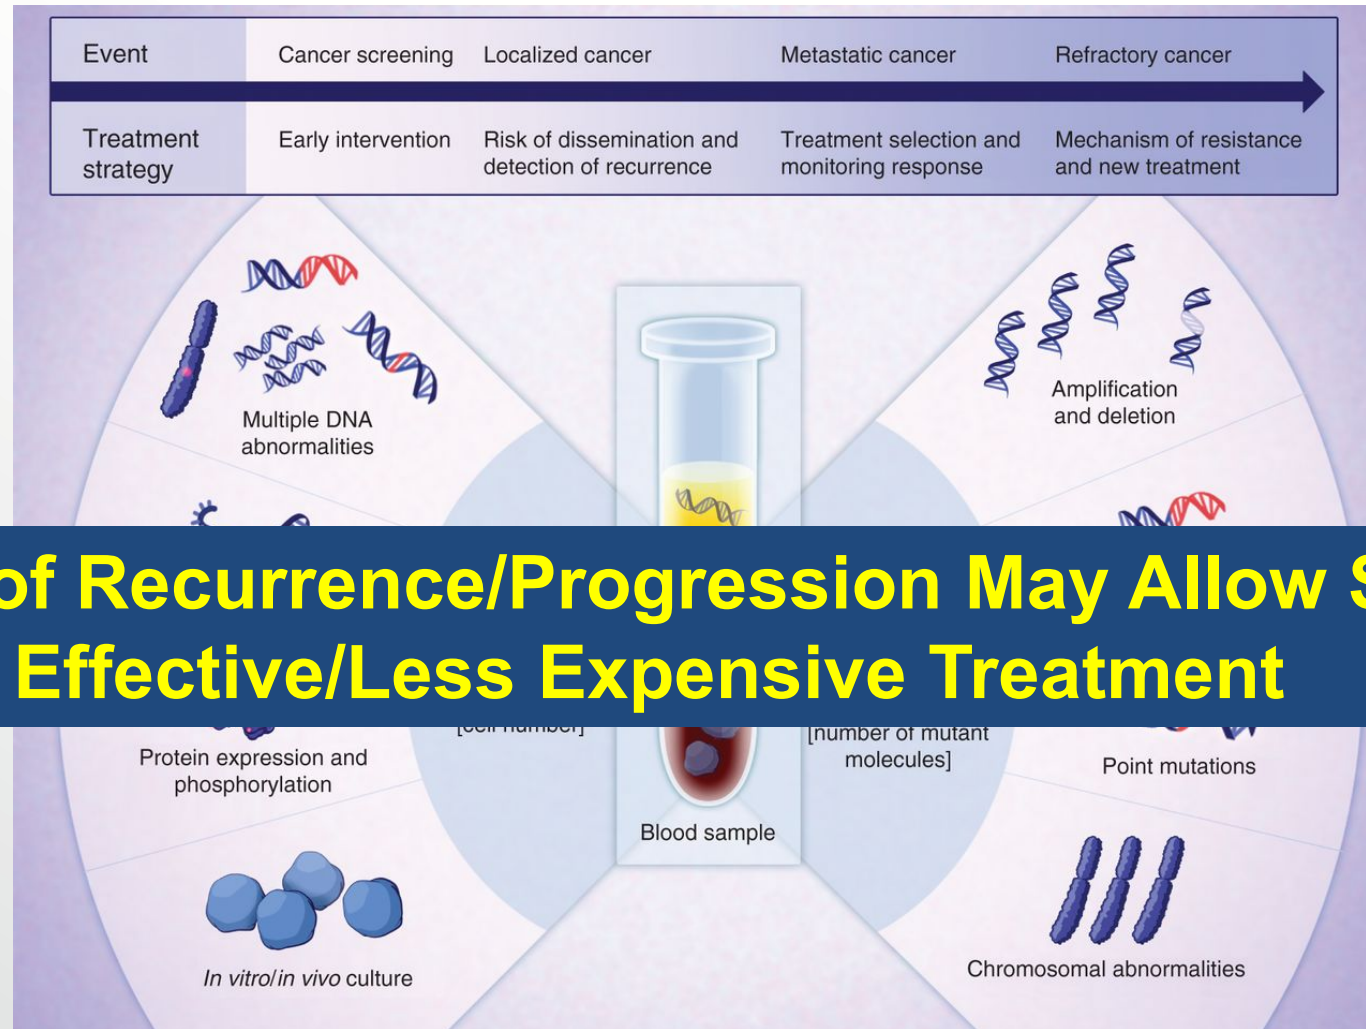 Event
Cancer screening
Localized cancer
Metastatic cancer
Refractory cancer
Treatment
strategy
Early intervention
Risk of dissemination and
detection of recurrence
Treatment selection and
monitoring response
Mechanism of resistance
and new treatment
Multiple DNA
abnormalities
Amplification
and deletion
of Recurrence/Progression May Allow
Effective/Less Expensive Treatment
[cell number]
[number of mutant
molecules]
Protein expression and
phosphorylation
Point mutations
Blood sample
In vitro/in vivo culture
Chromosomal abnormalities